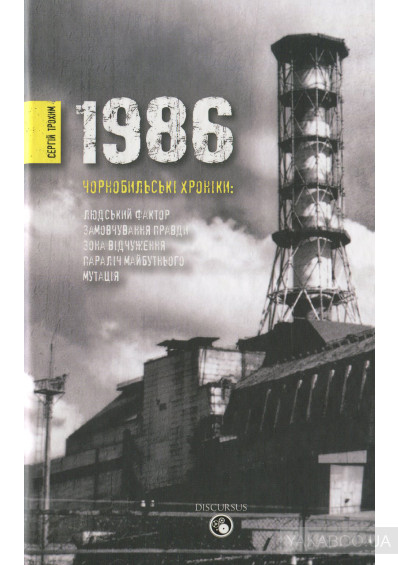 СЕРГІЙ ТРОХИМ
1986
ЧОРНОБИЛЬСЬКІ ХРОНІКИ:
ЛЮДСЬКИЙ ФАКТОР
ЗАМОВЧУВАННЯ ПРАВДИ
ЗОНА ВІДЧУЖЕННЯ
ПАРАЛІЧ МАЙБУТНЬОГО
МУТАЦІЯ
DISCURSUS
YAKABOO.UA